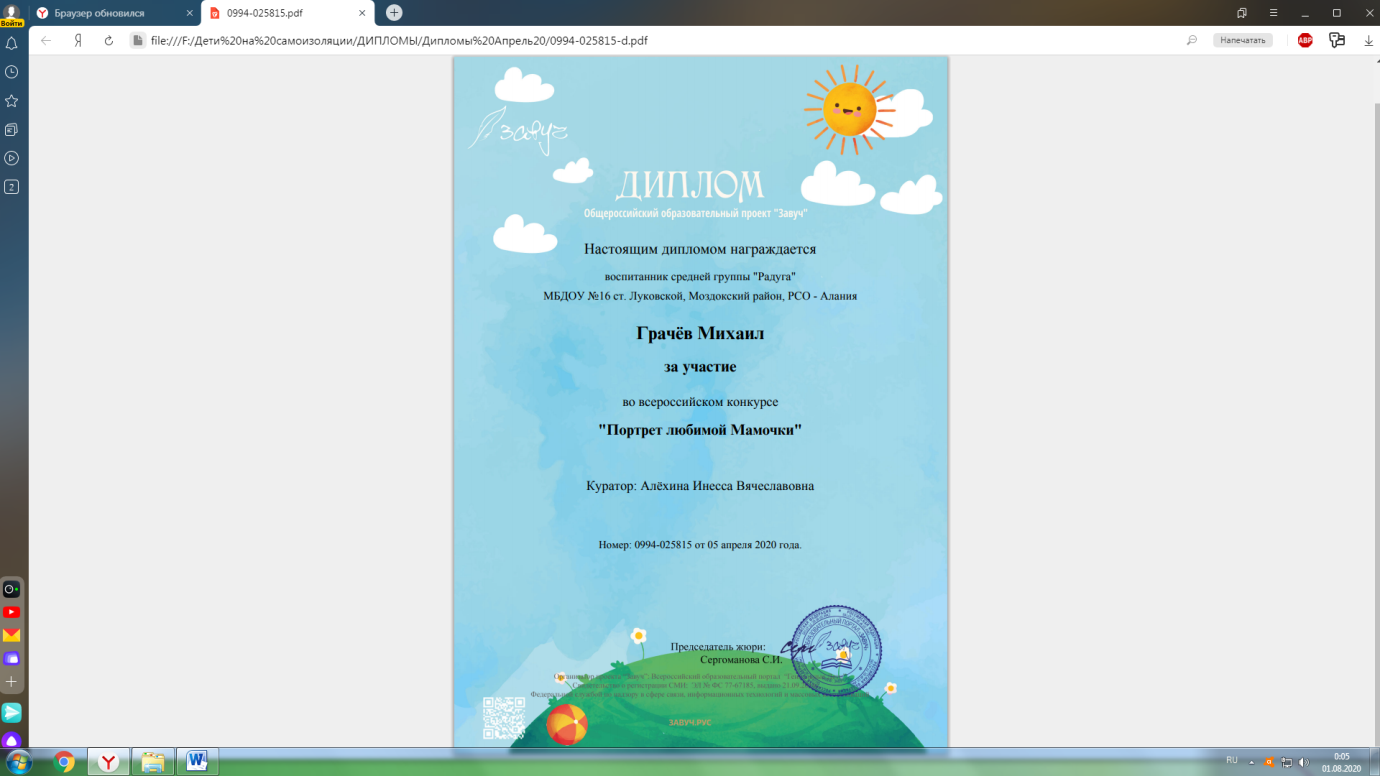 Браузер обновился
0994-025815.pdf
Войти
Я
file:///F:/Дети%20на%20самоизоляции/ДИПЛОМЫ/Дипломы%20Апрель20/0994-025815-d.pdf
Напечатать
ABP
2
завуч
ДИПЛОМ
Общероссийский образовательный проект "Завуч"
Настоящим дипломом награждается
воспитанник средней группы "Радуга"
МБДОУ №16 ст. Луковской, Моздокский район, РСО - Алания
Грачёв Михаил
за участие
во всероссийском конкурсе
"Портрет любимой Мамочки"
Куратор: Алёхина Инесса Вячеславовна
Номер: 0994-025815 от 05 апреля 2020 года.
Председатель жюри:
Сергоманова С.И.
завуч
ЗАВУЧ.РУС
RU
0:05
01.08.2020